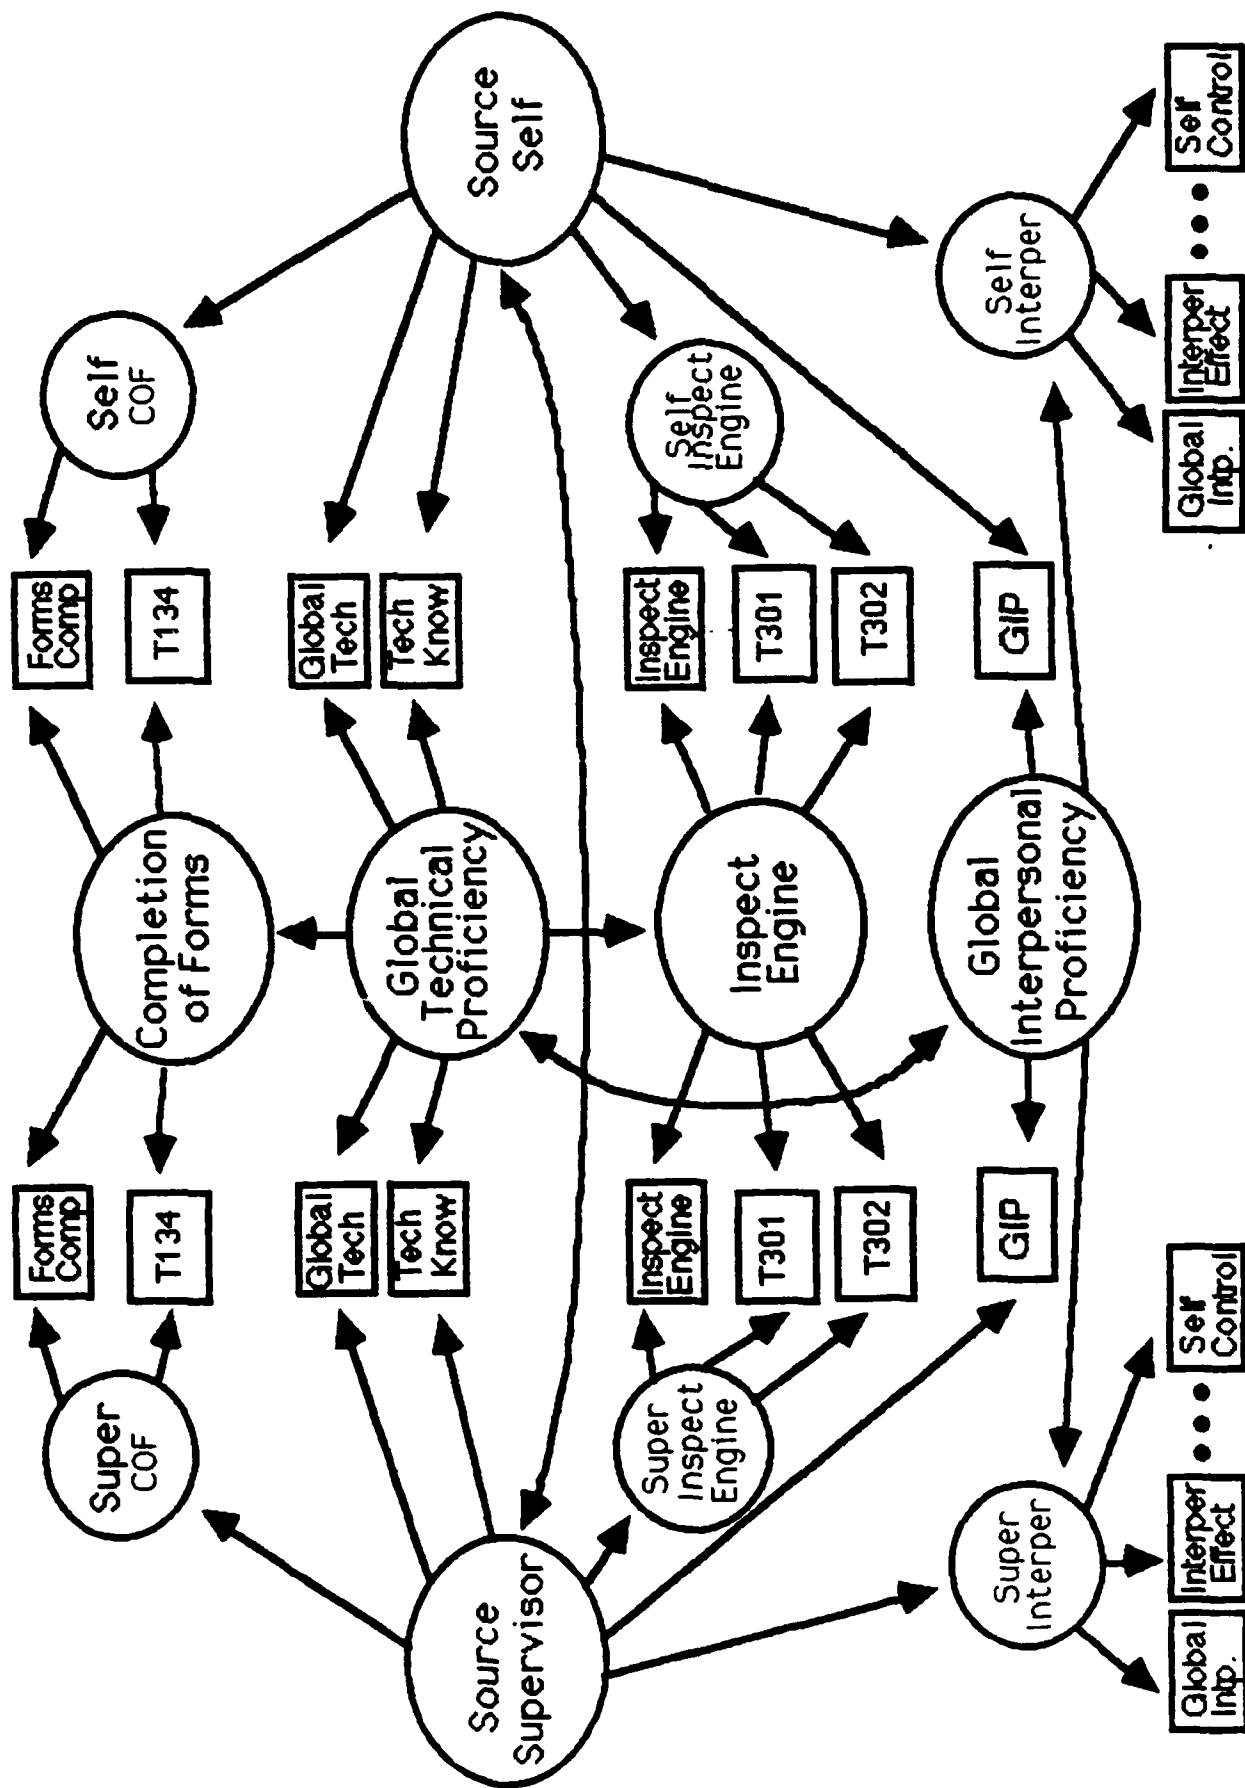 Super
COF
Forms
Comp
T134
Completion
of Forms
Forms
Comp
T134
Self
COF
Source
Supervisor
Global
Tech
Tech
Know
Global
Technical
Proficiency
Global
Tech
Tech
Know
Source
Self
Super
Inspect
Engine
Inspect
Engine
T301
T302
Inspect
Engine
Inspect
Engine
T301
T302
Self
Inspect
Engine
Super
Interper
GIP
Global
Interpersonal
Proficiency
GIP
Self
Interper
Global
Intp.
Interper
Effect
• • •
Self
Control
Global
Intp.
Interper
Effect
• • •
Self
Control